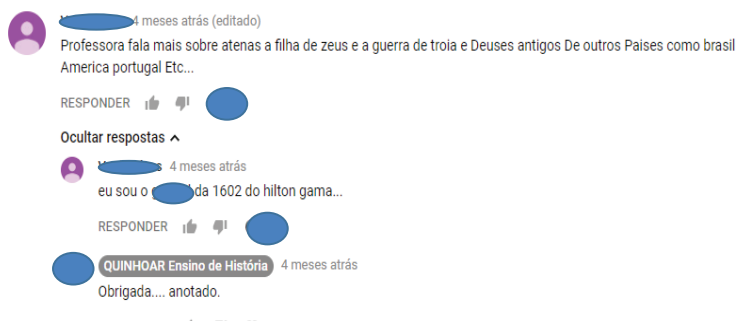 4 meses atrás (editado)
Professora fala mais sobre atenas a filha de zeus e a guerra de troia e Deuses antigos De outros Paises como brasil
America portugal Etc...
RESPONDER
Ocultar respostas
4 meses atrás
eu sou o da 1602 do hilton gama...
RESPONDER
QUINHOAR Ensino de História 4 meses atrás
Obrigada.... anotado.